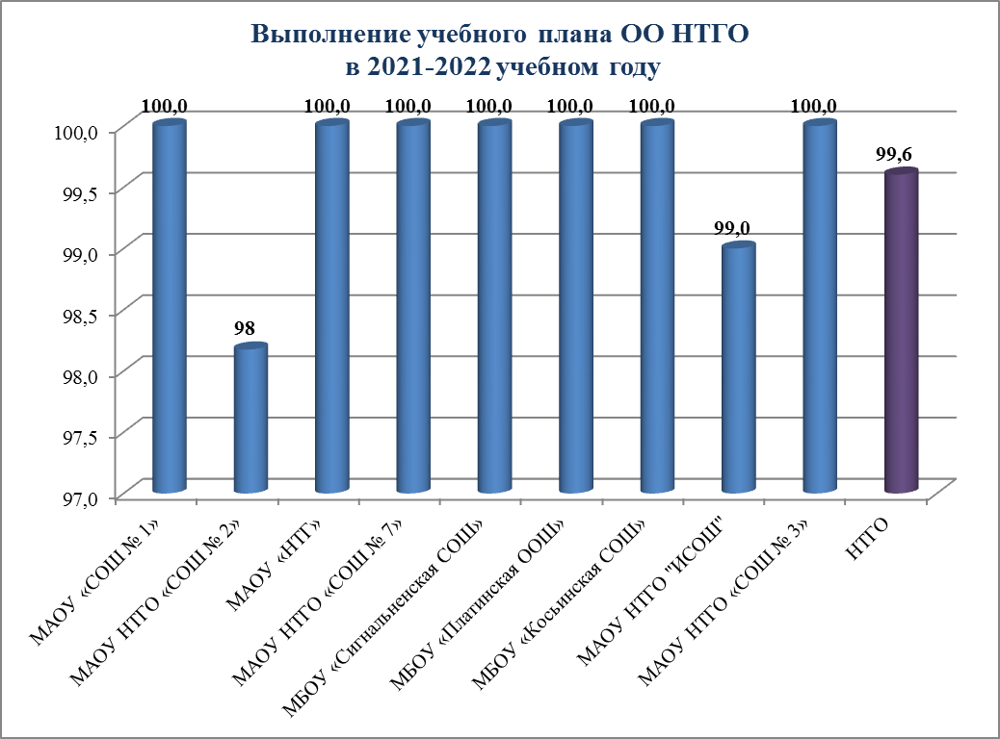 Выполнение учебного плана ОО НТГО
в 2021-2022 учебном году
100,0
98
100,0
100,0
100,0
100,0
100,0
99,0
100,0
99,6
100,0
99,5
99,0
98,5
98,0
97,5
97,0
МАОУ «СОШ № 1»
МАОУ НТГО «СОШ № 2»
МАОУ «НТГ»
МАОУ НТГО «СОШ № 7»
МБОУ «Сигнальненская СОШ»
МБОУ «Платинская ООШ»
МБОУ «Косьинская СОШ»
МАОУ НТГО "ИСОШ"
МАОУ НТГО «СОШ № 3»
НТГО